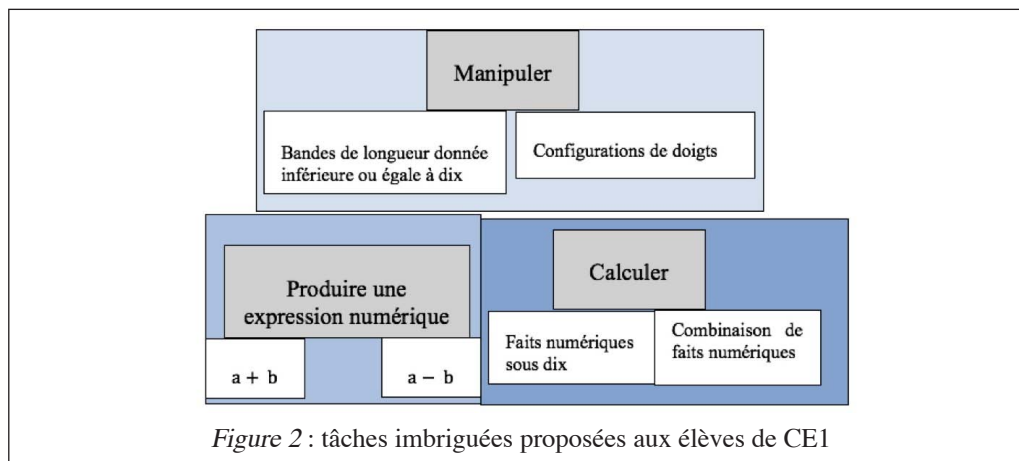 Manipuler
Bandes de longueur donnée
inférieure ou égale à dix
Configurations de doigts
Produire une
expression numérique
a + b
a − b
Calculer
Faits numériques
sous dix
Combinaison de
faits numériques
Figure 2 : tâches imbriguées proposées aux élèves de CE1